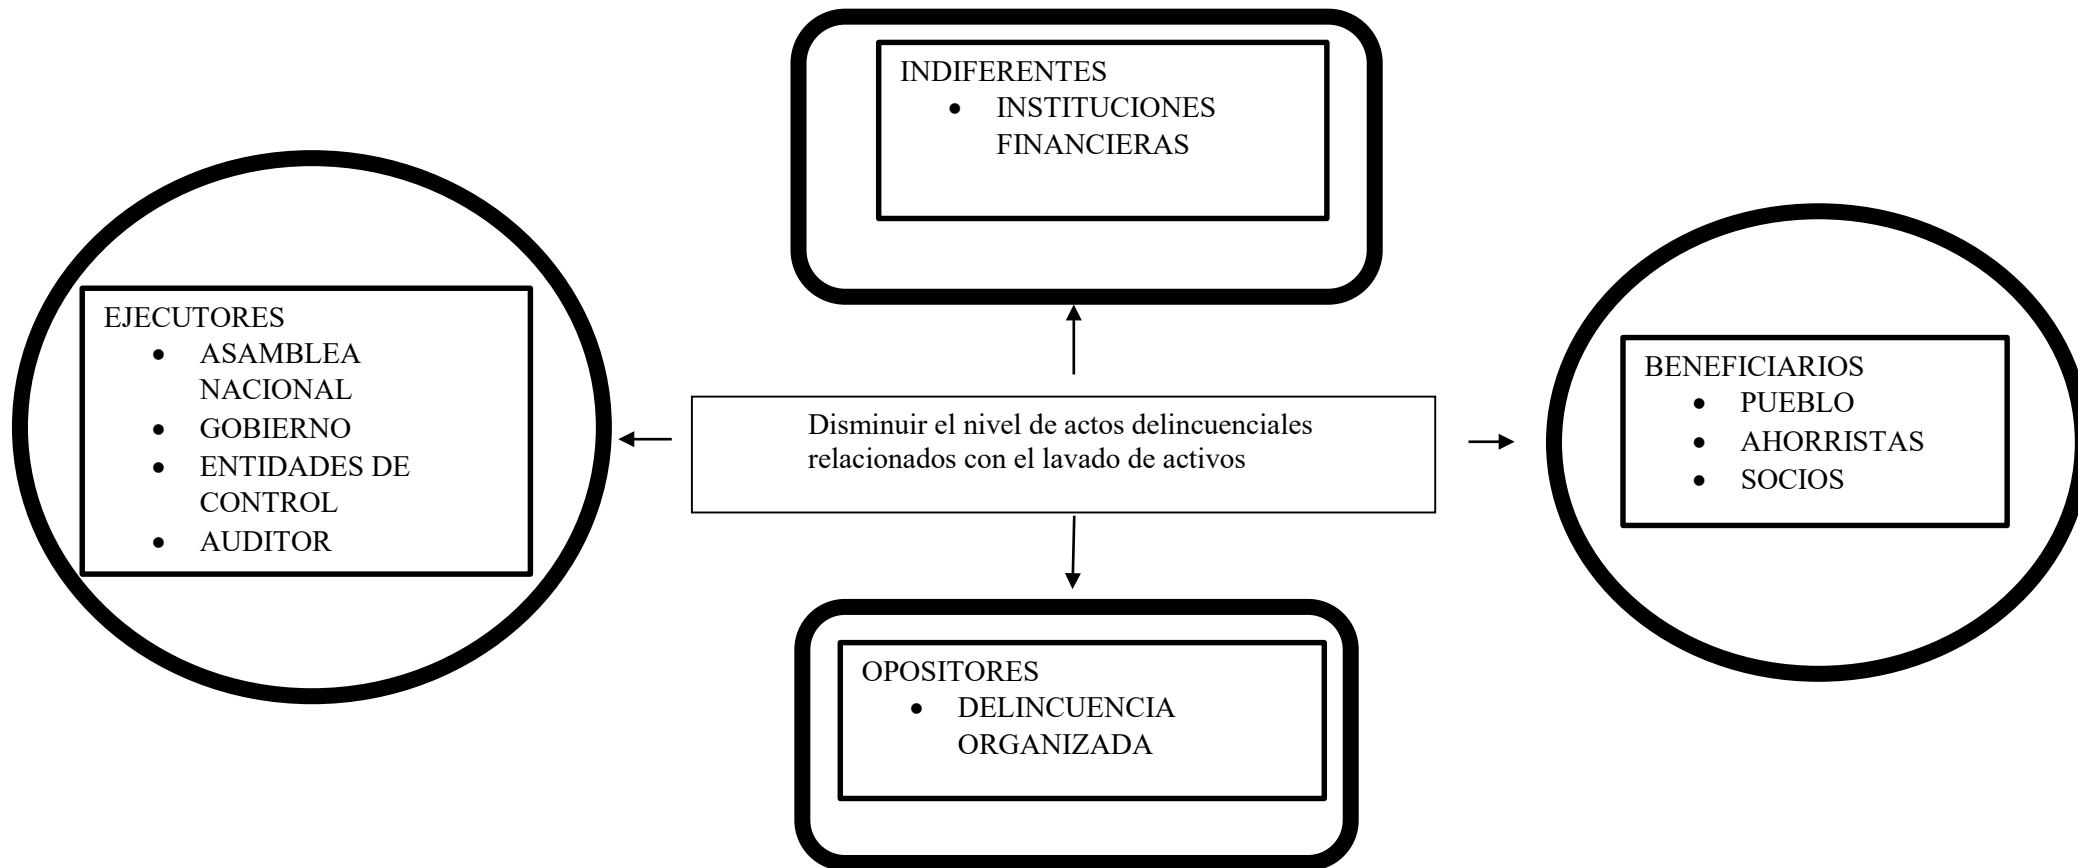 INDIFERENTES
• INSTITUCIONES
FINANCIERAS
EJECUTORES
• ASAMBLEA
NACIONAL
• GOBIERNO
• ENTIDADES DE
CONTROL
• AUDITOR
Disminuir el nivel de actos delincuenciales
relacionados con el lavado de activos
BENEFICIARIOS
• PUEBLO
• AHORRISTAS
• SOCIOS
OPOSITORES
• DELINCUENCIA
ORGANIZADA